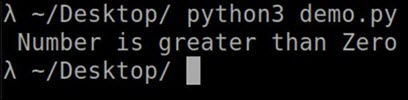 λ ~/Desktop/ python3 demo.py
Number is greater than Zero
λ ~/Desktop/